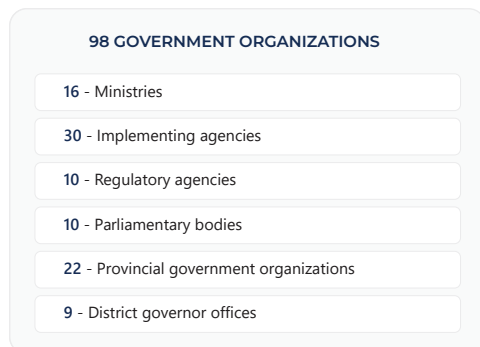 98 GOVERNMENT ORGANIZATIONS
16 - Ministries
30 - Implementing agencies
10 - Regulatory agencies
10 - Parliamentary bodies
22 - Provincial government organizations
9 - District governor offices